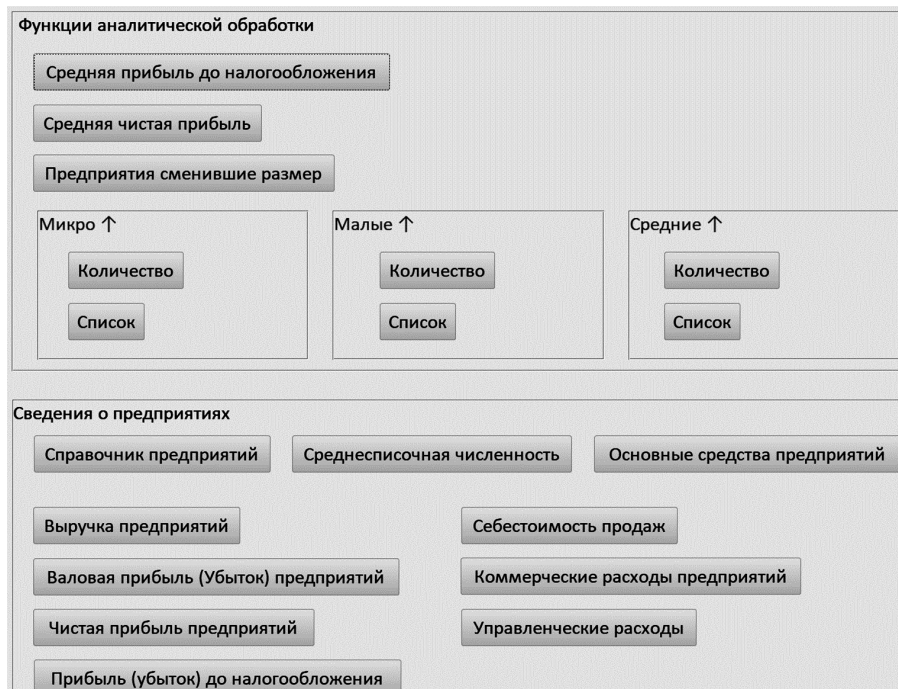 Функции аналитической обработки
Средняя прибыль до налогообложения
Средняя чистая прибыль
Предприятия сменившие размер
Микро ↑ Малые ↑ Средние ↑
Количество Количество Количество
Список Список Список
Сведения о предприятиях
Справочник предприятий Среднесписочная численность Основные средства предприятий
Выручка предприятий Себестоимость продаж
Валовая прибыль (Убыток) предприятий Коммерческие расходы предприятий
Чистая прибыль предприятий Управленческие расходы
Прибыль (убыток) до налогообложения